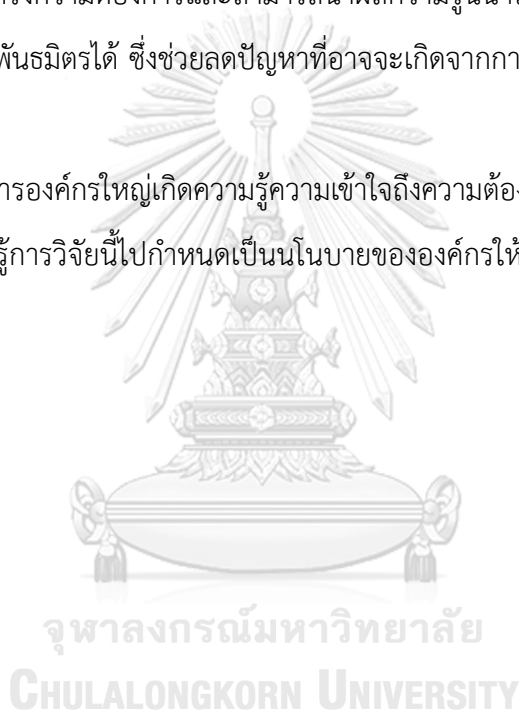 พันธมิตรได้ ซึ่งช่วยลดปัญหาที่อาจจะเกิดจากกา
ารองค์กรใหญ่เกิดความรู้ความเข้าใจถึงความต้อง
รู้การวิจัยนี้ไปกำหนดเป็นนโนบายขององค์กรให้
จุฬาลงกรณ์มหาวิทยาลัย
CHULALONGKORN UNIVERSITY